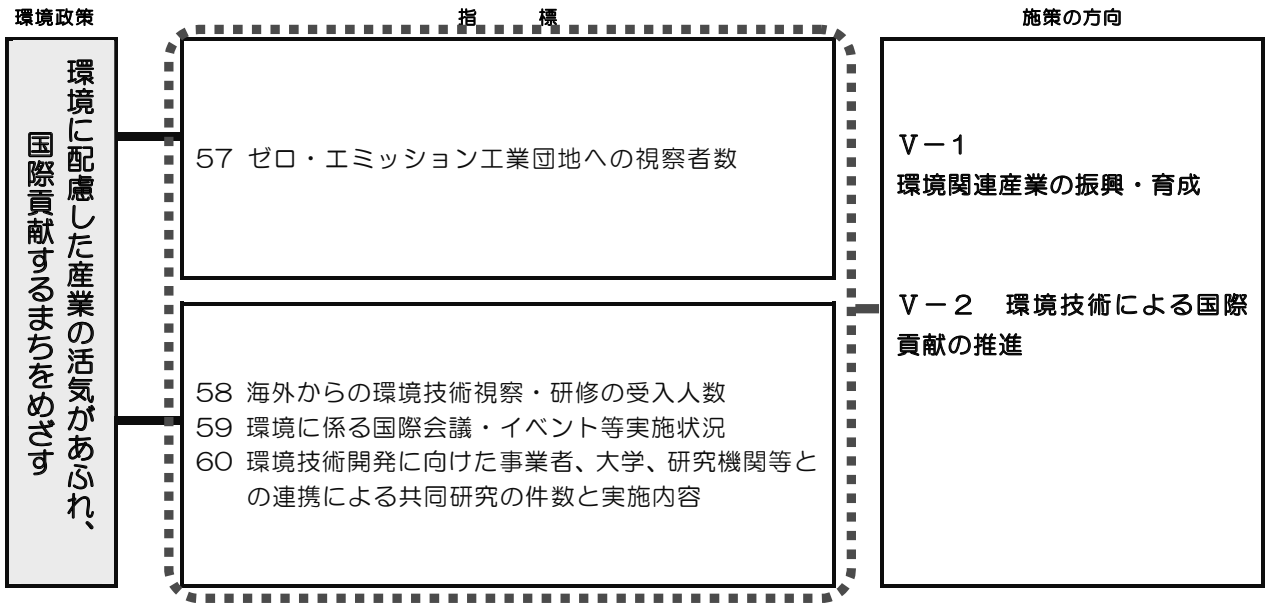 環境政策
指 標
施策の方向
環境に配慮した産業の活気があふれ、
国際貢献するまちをめざす
57 ゼロ・エミッション工業団地への視察者数
58 海外からの環境技術視察・研修の受入人数
59 環境に係る国際会議・イベント等実施状況
60 環境技術開発に向けた事業者、大学、研究機関等と
の連携による共同研究の件数と実施内容
Ⅴ－１
環境関連産業の振興・育成
Ⅴ－２ 環境技術による国際
貢献の推進